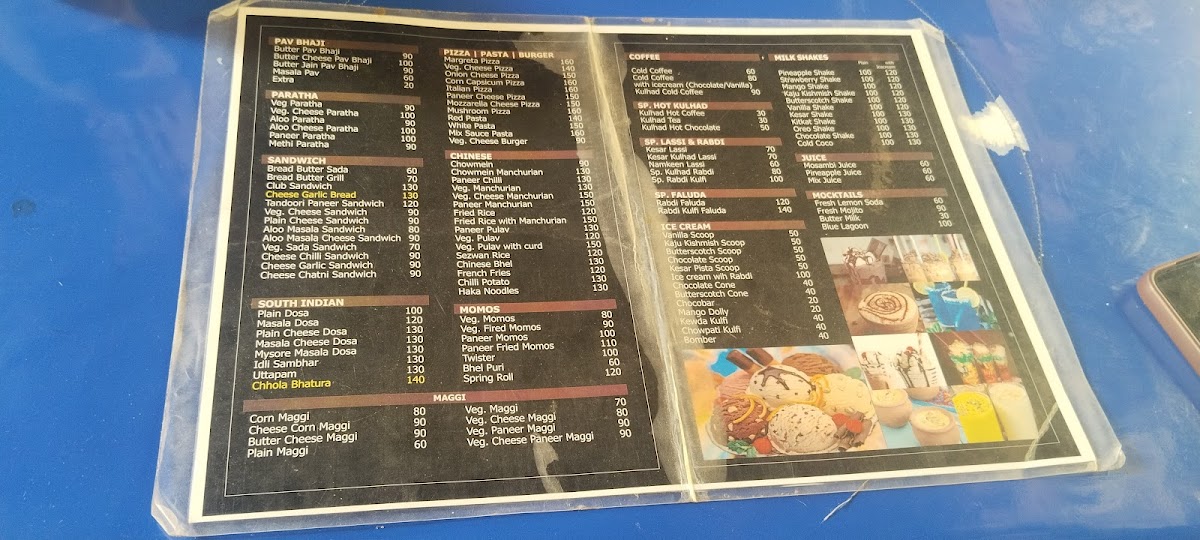 PAV BHAJI
Butter Pav Bhaji 90
Butter Cheese Pav Bhaji 100
Butter Jain Pav Bhaji 90
Masala Pav 60
Extra 20
PARATHA
Veg Paratha 90
Veg. Cheese Paratha 100
Aloo Paratha 90
Aloo Cheese Paratha 100
Paneer Paratha 100
Methi Paratha 90
SANDWICH
Bread Butter Sada 60
Bread Butter Grill 70
Club Sandwich 130
Cheese Garlic Bread 130
Tandoori Paneer Sandwich 120
Veg. Cheese Sandwich 90
Plain Cheese Sandwich 90
Aloo Masala Sandwich 80
Aloo Masala Cheese Sandwich 90
Veg. Sada Sandwich 70
Cheese Chilli Sandwich 90
Cheese Garlic Sandwich 90
Cheese Chatni Sandwich 90
SOUTH INDIAN
Plain Dosa 100
Masala Dosa 120
Plain Cheese Dosa 130
Masala Cheese Dosa 130
Mysore Masala Dosa 130
Idli Sambhar 130
Uttapam 130
Chhola Bhatura 140
PIZZA | PASTA | BURGER
Margreta Pizza 160
Veg. Cheese Pizza 140
Onion Cheese Pizza 150
Corn Capsicum Pizza 160
Italian Pizza 160
Paneer Cheese Pizza 150
Mozzarella Cheese Pizza 150
Mushroom Pizza 160
Red Pasta 140
White Pasta 150
Mix Sauce Pasta 160
Veg. Cheese Burger 90
CHINESE
Chowmein 90
Chowmein Manchurian 130
Paneer Chilli 130
Veg. Manchurian 130
Veg. Cheese Manchurian 150
Paneer Manchurian 150
Fried Rice 120
Fried Rice with Manchurian 150
Paneer Pulav 130
Veg. Pulav 120
Veg. Pulav with curd 150
Sezwan Rice 120
Chinese Bhel 130
French Fries 120
Chilli Potato 130
Haka Noodles 130
MOMOS
Veg. Momos 80
Veg. Fired Momos 90
Paneer Momos 100
Paneer Fried Momos 110
Twister 100
Bhel Puri 60
Spring Roll 120
MAGGI
Corn Maggi 80
Cheese Corn Maggi 90
Butter Cheese Maggi 90
Plain Maggi 60
Veg. Maggi 70
Veg. Cheese Maggi 80
Veg. Paneer Maggi 90
Veg. Cheese Paneer Maggi 90
COFFEE
Cold Coffee 60
Cold Coffee 80
with icecream (Chocolate/Vanilla)
Kulhad Cold Coffee 90
SP. HOT KULHAD
Kulhad Hot Coffee 30
Kulhad Tea 30
Kulhad Hot Chocolate 50
SP. LASSI & RABDI
Kesar Lassi 70
Kesar Kulhad Lassi 70
Namkeen Lassi 60
Sp. Kulhad Rabdi 80
Sp. Rabdi Kulfi 100
SP. FALUDA
Rabdi Faluda 120
Rabdi Kulfi Faluda 140
ICE CREAM
Vanilla Scoop 50
Kaju Kishmish Scoop 50
Butterscotch Scoop 50
Chocolate Scoop 50
Kesar Pista Scoop 50
Ice cream wih Rabdi 100
Chocolate Cone 40
Butterscotch Cone 40
Chocobar 20
Mango Dolly 20
Kewda Kulfi 40
Chowpati Kulfi 40
Bomber 40
MILK SHAKES
Plain with icecream
Pineapple Shake 100 120
Strawberry Shake 100 120
Mango Shake 100 120
Kaju Kishmish Shake 100 120
Butterscotch Shake 100 120
Vanilla Shake 100 120
Kesar Shake 100 130
Kitkat Shake 100 130
Oreo Shake 100 130
Chocolate Shake 100 130
Cold Coco 100 130
JUICE
Mosambi Juice 60
Pineapple Juice 60
Mix Juice 60
MOCKTAILS
Fresh Lemon Soda 60
Fresh Mojito 90
Butter Milk 30
Blue Lagoon 100